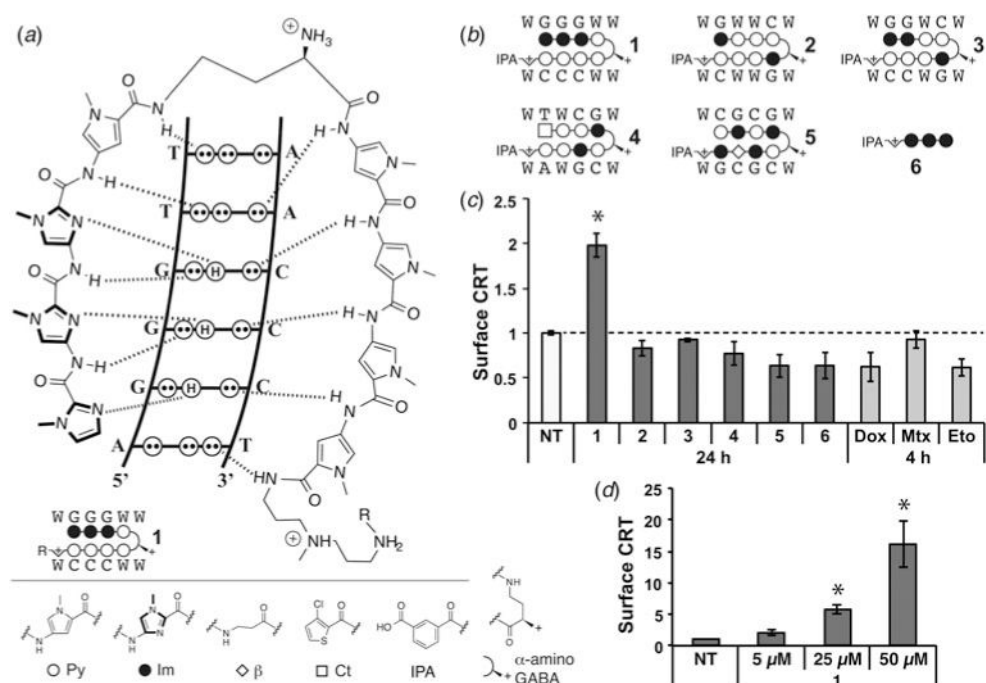 (a)
⊕
NH3
O
N
H
H
N
O
N
T
A
O
N
H
N
T
A
O
N
N
H
O
N
N
H
G
H
C
H
N
O
N
N
H
G
H
C
H
N
O
N
N
G
H
C
H
N
O
A
T
5'
3'
HN
O
N
R
⊕
NH
NH2
W G G G W W
1
R
+
+
W C C C W W
Py
Im
β
Ct
IPA
α-amino
GABA
(b)
W G G G W W
IPA
+
+
1
W C C C W W
W G W W C W
IPA
+
+
2
W C W W G W
W G G W C W
IPA
+
+
3
W C C W G W
W T W C G W
IPA
+
+
4
W A W G C W
W C G C G W
IPA
+
+
5
W G C G C W
IPA
+
6
(c)
Surface CRT
2.5
2
1.5
1
0.5
0
*
NT
1
2
3
4
5
6
Dox
Mtx
Eto
24 h
4 h
(d)
Surface CRT
25
20
15
10
5
0
*
*
NT
5 µM
25 µM
50 µM
1